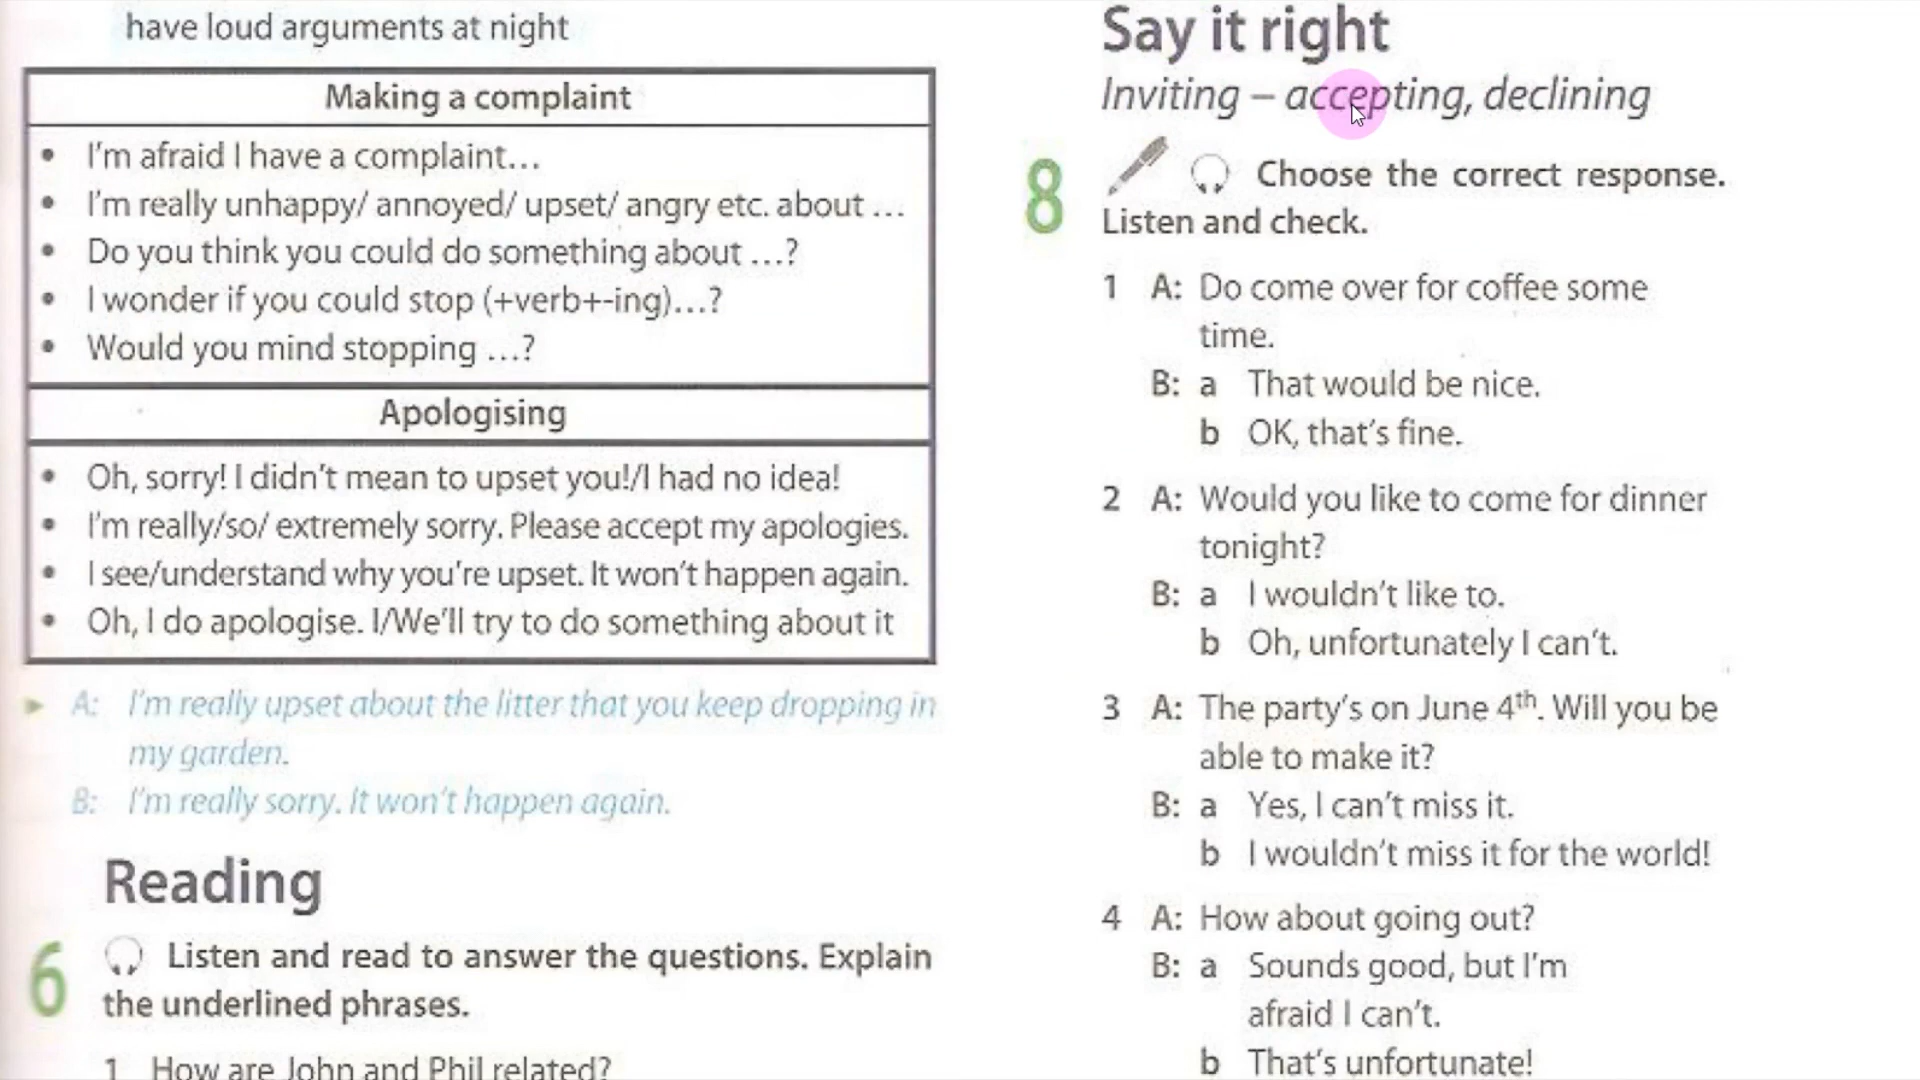 have loud arguments at night
Making a complaint
• I'm afraid I have a complaint…
• I'm really unhappy/ annoyed/ upset/ angry etc. about …
• Do you think you could do something about …?
• I wonder if you could stop (+verb+-ing)…?
• Would you mind stopping …?
Apologising
• Oh, sorry! I didn't mean to upset you!/I had no idea!
• I'm really/so/ extremely sorry. Please accept my apologies.
• I see/understand why you're upset. It won't happen again.
• Oh, I do apologise. I/We'll try to do something about it
A: I'm really upset about the litter that you keep dropping in
my garden.
B: I'm really sorry. It won't happen again.
Reading
6 Listen and read to answer the questions. Explain
the underlined phrases.
1 How are John and Phil related?
Say it right
Inviting – accepting, declining
8 Choose the correct response.
Listen and check.
1 A: Do come over for coffee some
time.
B: a That would be nice.
b OK, that's fine.
2 A: Would you like to come for dinner
tonight?
B: a I wouldn't like to.
b Oh, unfortunately I can't.
3 A: The party's on June 4th. Will you be
able to make it?
B: a Yes, I can't miss it.
b I wouldn't miss it for the world!
4 A: How about going out?
B: a Sounds good, but I'm
afraid I can't.
b That's unfortunate!